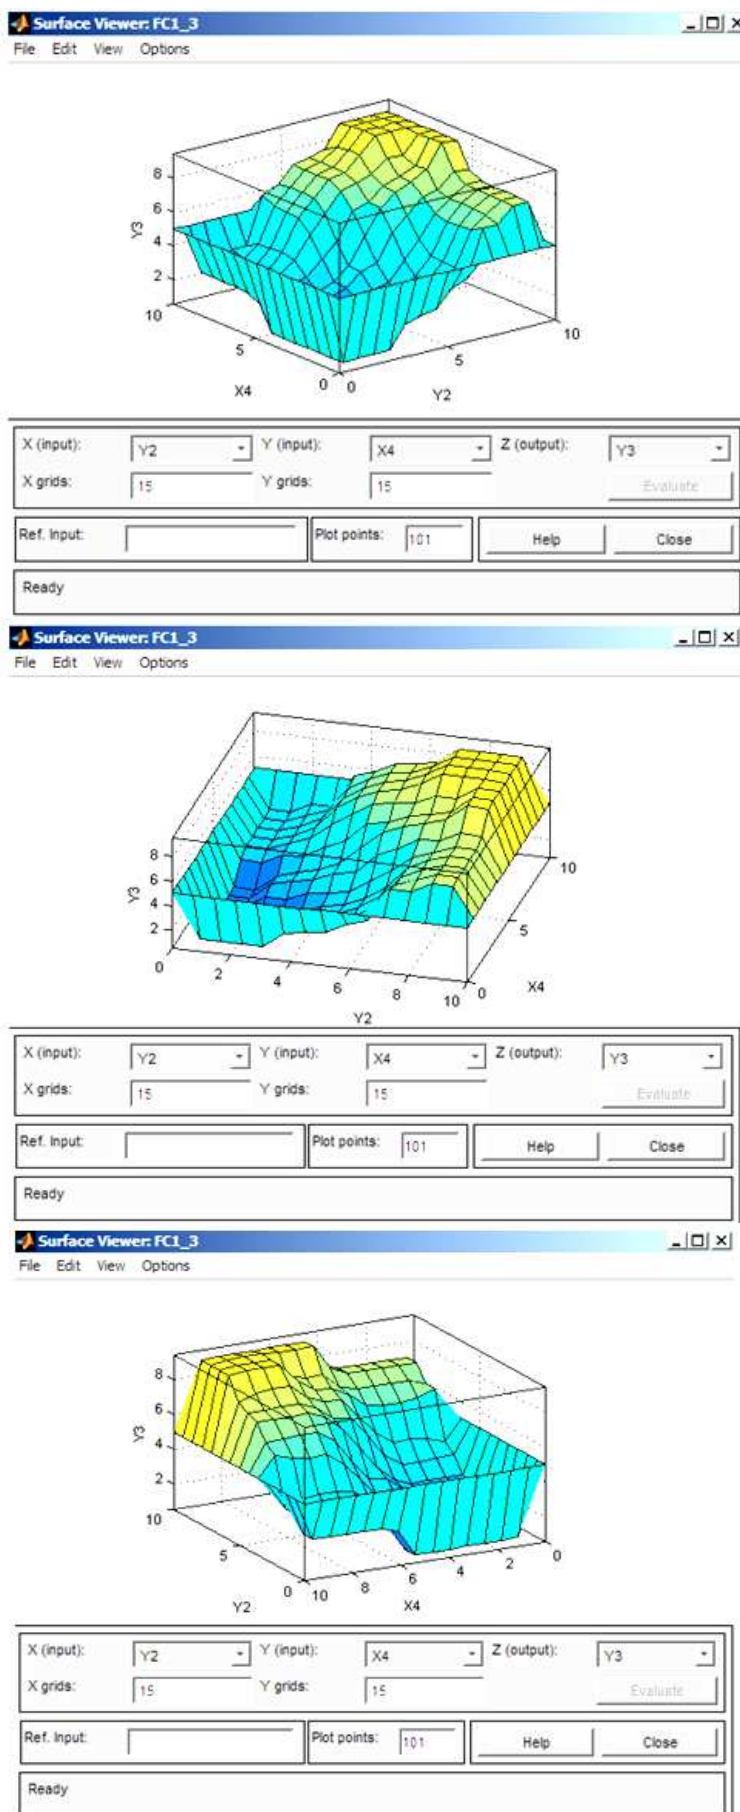 Surface Viewer: FC1_3
File Edit View Options
8
6
4
2
Y3
10
5
0
X4
0
5
10
Y2
X (input): Y2 Y (input): X4 Z (output): Y3
X grids: 15 Y grids: 15 Evaluate
Ref. Input: Plot points: 101 Help Close
Ready
Surface Viewer: FC1_3
File Edit View Options
8
6
4
2
Y3
0
2
4
6
8
10
Y2
0
5
10
X4
X (input): Y2 Y (input): X4 Z (output): Y3
X grids: 15 Y grids: 15 Evaluate
Ref. Input: Plot points: 101 Help Close
Ready
Surface Viewer: FC1_3
File Edit View Options
8
6
4
2
Y3
10
5
0
Y2
10
8
6
4
2
0
X4
X (input): Y2 Y (input): X4 Z (output): Y3
X grids: 15 Y grids: 15 Evaluate
Ref. Input: Plot points: 101 Help Close
Ready